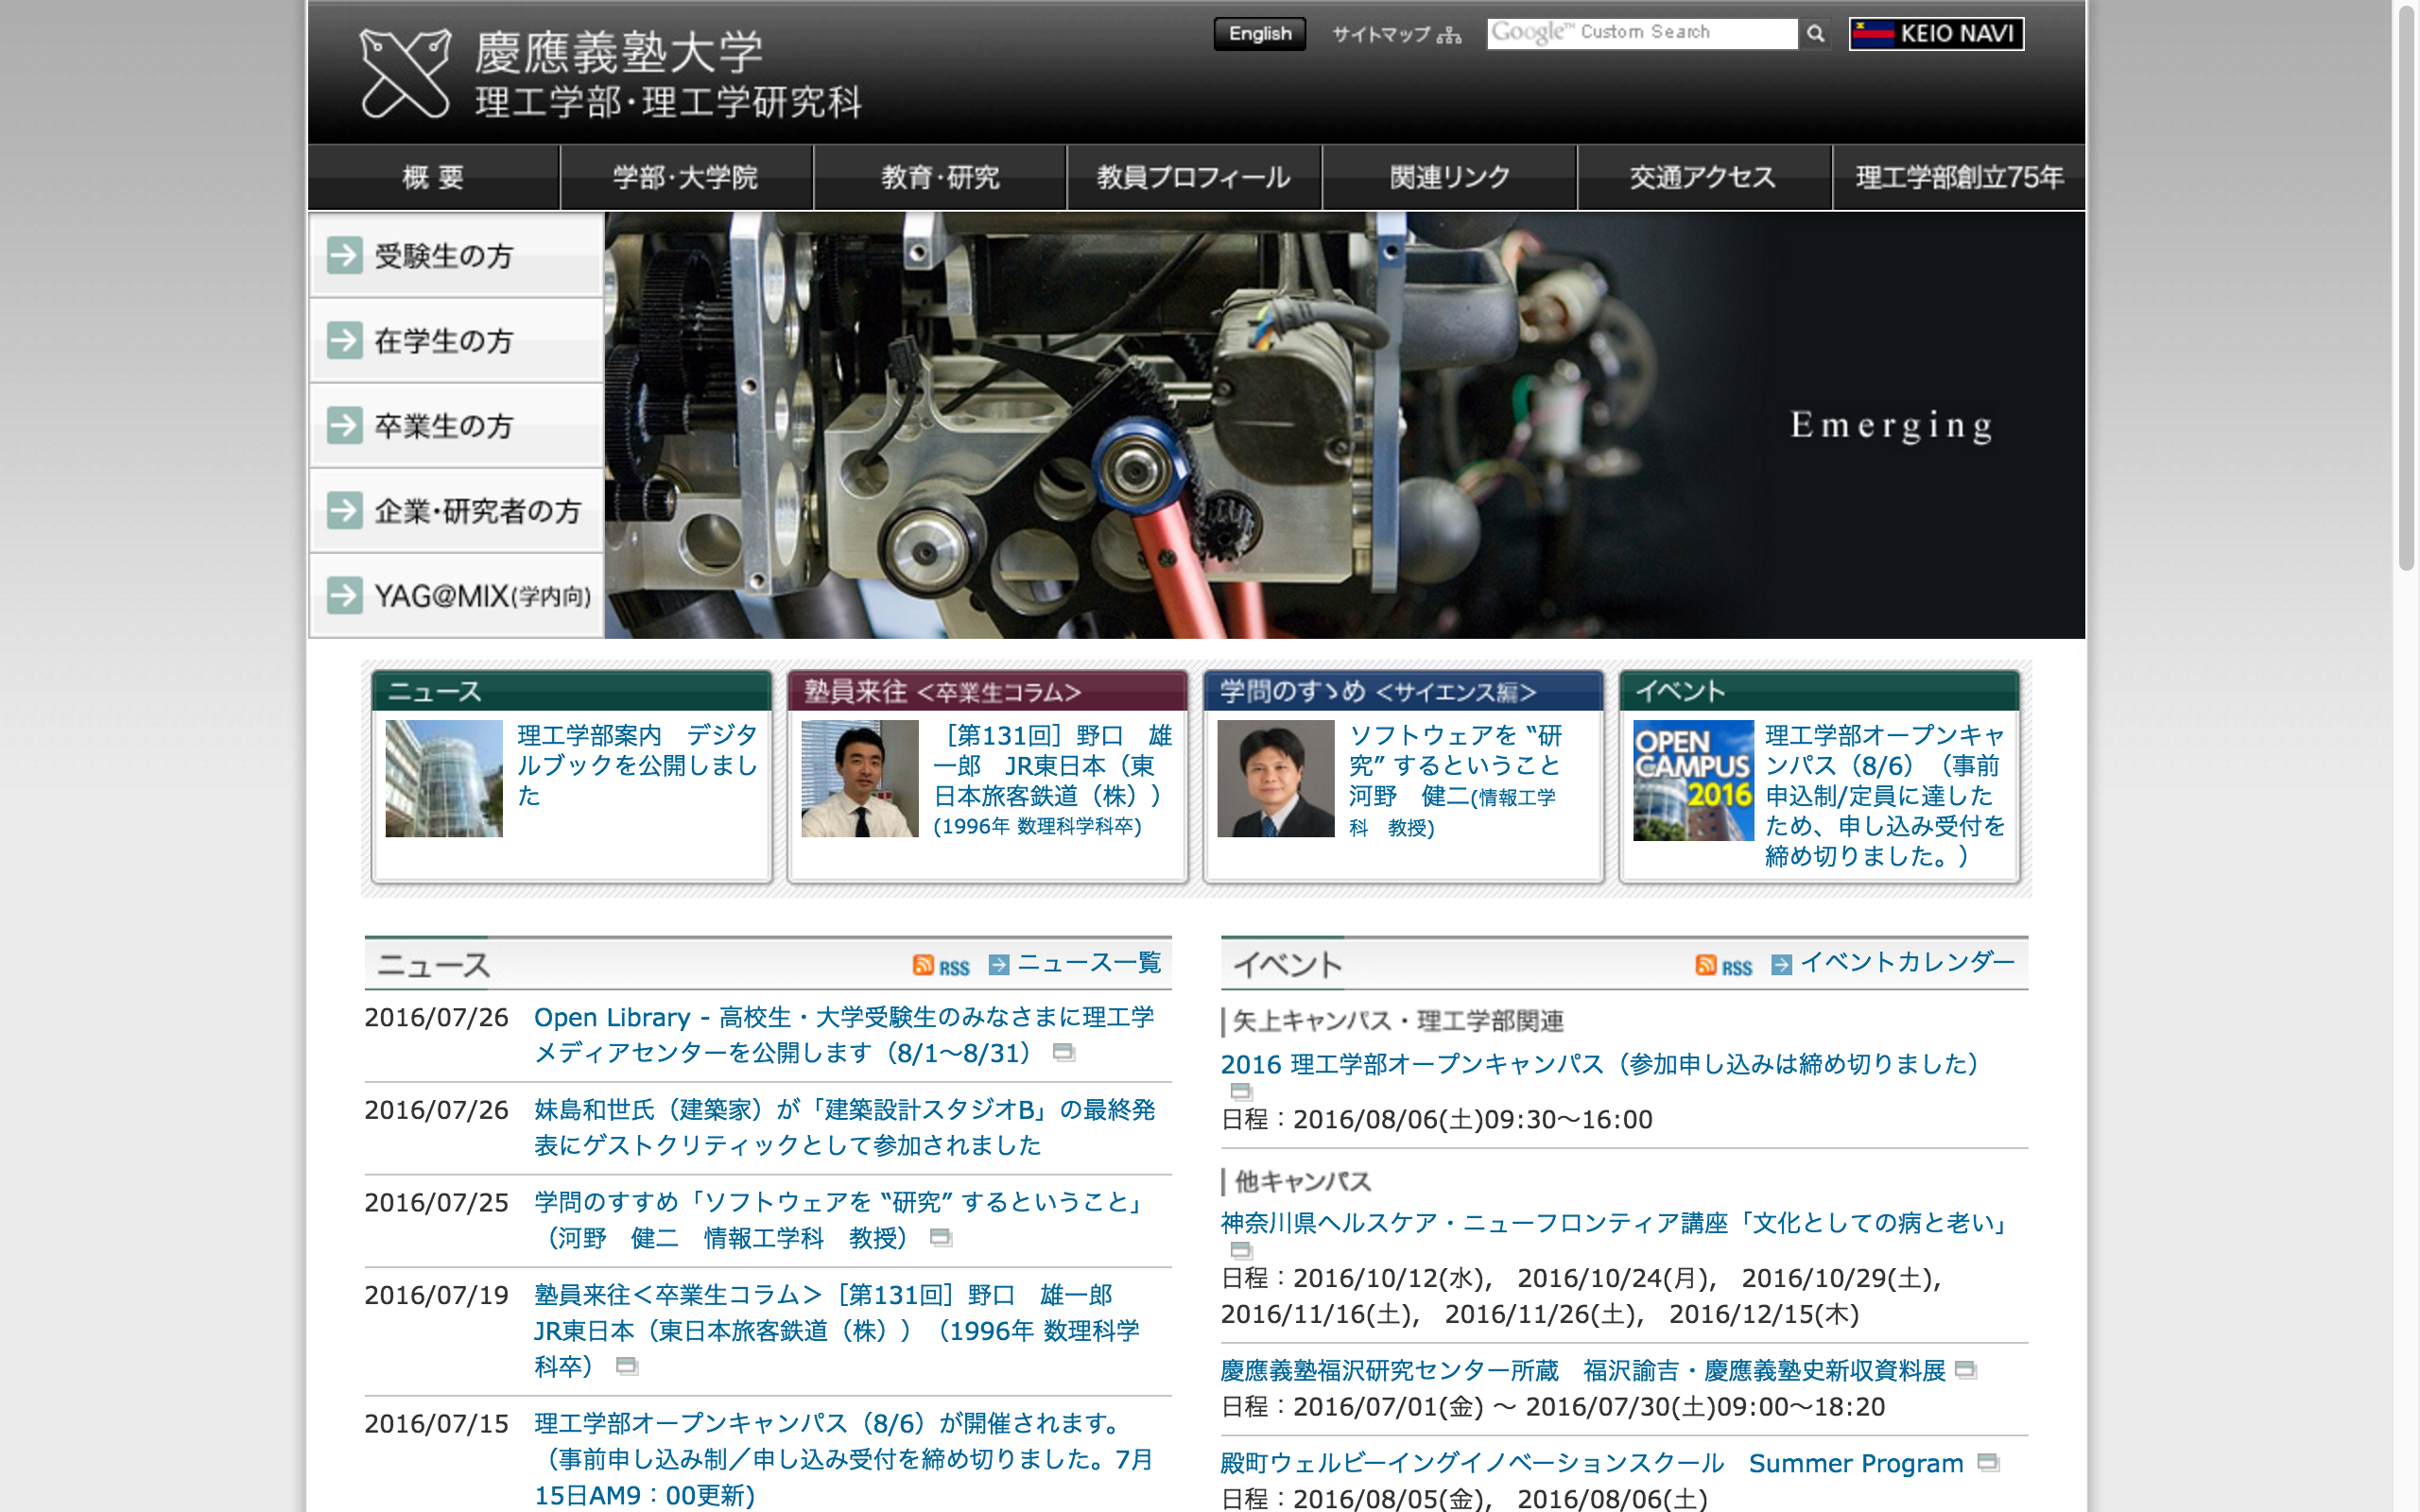 慶應義塾大学
理工学部・理工学研究科
English
サイトマップ
Google™ Custom Search
KEIO NAVI
概 要
学部・大学院
教育・研究
教員プロフィール
関連リンク
交通アクセス
理工学部創立75年
受験生の方
在学生の方
卒業生の方
企業・研究者の方
YAG@MIX(学内向)
Emerging
ニュース
理工学部案内　デジタ
ルブックを公開しまし
た
塾員来往 <卒業生コラム>
［第131回］野口　雄
一郎　JR東日本（東
日本旅客鉄道（株））
(1996年 数理科学科卒)
学問のすゝめ <サイエンス編>
ソフトウェアを “研
究” するということ
河野　健二(情報工学
科　教授)
イベント
OPEN
CAMPUS
2016
理工学部オープンキャ
ンパス（8/6）（事前
申込制/定員に達した
ため、申し込み受付を
締め切りました。）
ニュース
RSS
ニュース一覧
2016/07/26 Open Library - 高校生・大学受験生のみなさまに理工学
メディアセンターを公開します（8/1～8/31）
2016/07/26 妹島和世氏（建築家）が「建築設計スタジオB」の最終発
表にゲストクリティックとして参加されました
2016/07/25 学問のすすめ「ソフトウェアを “研究” するということ」
（河野　健二　情報工学科　教授）
2016/07/19 塾員来往＜卒業生コラム＞［第131回］野口　雄一郎
JR東日本（東日本旅客鉄道（株））（1996年 数理科学
科卒）
2016/07/15 理工学部オープンキャンパス（8/6）が開催されます。
（事前申し込み制／申し込み受付を締め切りました。7月
15日AM9：00更新)
イベント
RSS
イベントカレンダー
矢上キャンパス・理工学部関連
2016 理工学部オープンキャンパス（参加申し込みは締め切りました）
日程：2016/08/06(土)09:30～16:00
他キャンパス
神奈川県ヘルスケア・ニューフロンティア講座「文化としての病と老い」
日程：2016/10/12(水),　2016/10/24(月),　2016/10/29(土),
2016/11/16(土),　2016/11/26(土),　2016/12/15(木)
慶應義塾福沢研究センター所蔵　福沢諭吉・慶應義塾史新収資料展
日程：2016/07/01(金) ～ 2016/07/30(土)09:00～18:20
殿町ウェルビーイングイノベーションスクール　Summer Program
日程：2016/08/05(金),　2016/08/06(土)